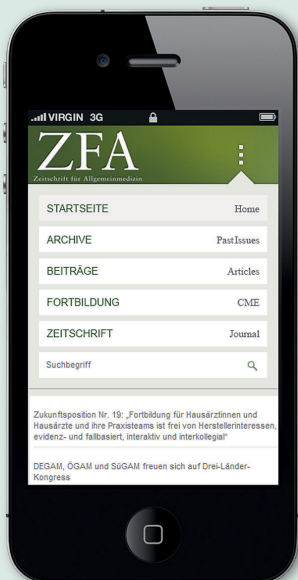 VIRGIN 3G
ZFA
Zeitschrift für Allgemeinmedizin
STARTSEITE Home
ARCHIVE PastIssues
BEITRÄGE Articles
FORTBILDUNG CME
ZEITSCHRIFT Journal
Suchbegriff
Zukunftsposition Nr. 19: „Fortbildung für Hausärztinnen und
Hausärzte und ihre Praxisteams ist frei von Herstellerinteressen,
evidenz- und fallbasiert, interaktiv und interkollegial“
DEGAM, ÖGAM und SüGAM freuen sich auf Drei-Länder-
Kongress